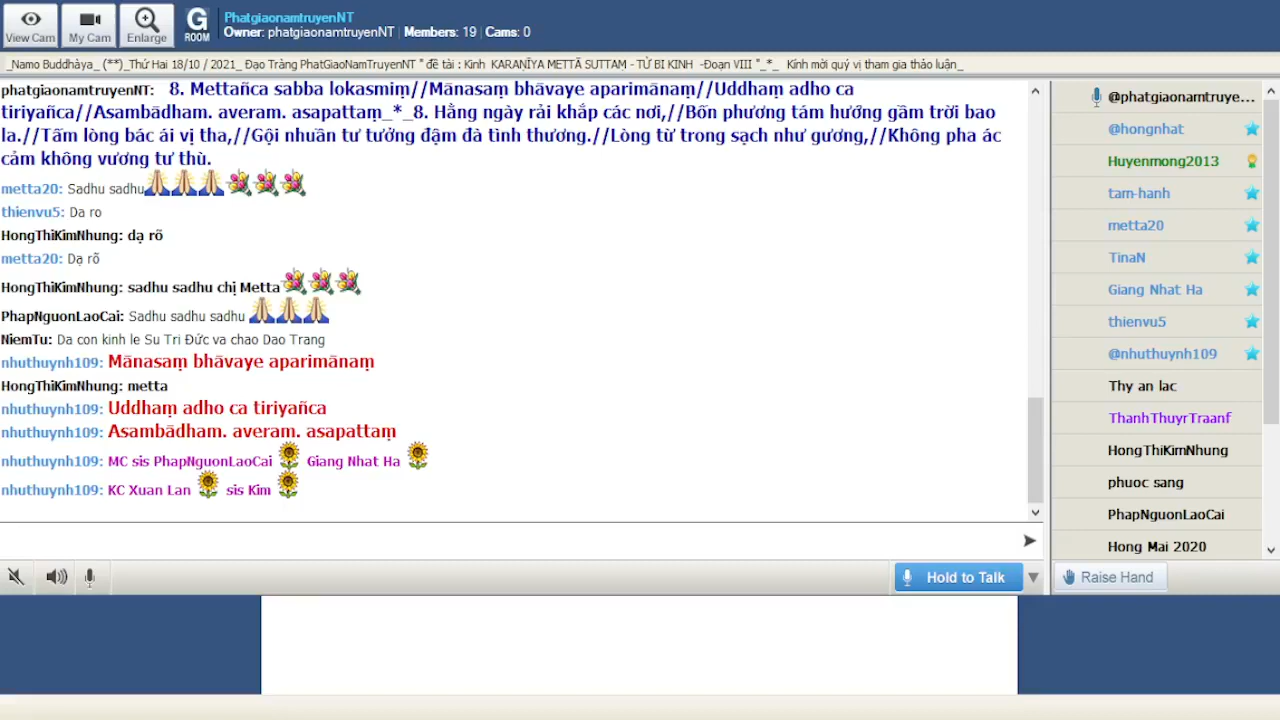 View Cam
My Cam
Enlarge
G
ROOM
PhatgiaonamtruyenNT
Owner: phatgiaonamtruyenNT | Members: 19 | Cams: 0
_Namo Buddhàya_ (**)_Thứ Hai 18/10 / 2021_ Đạo Tràng PhatGiaoNamTruyenNT " đề tài : Kinh KARAṆĪYA METTĀ SUTTAM - TỪ BI KINH -Đoạn VIII "_*_ Kính mời quý vị tham gia thảo luận_
phatgiaonamtruyenNT: 8. Mettañca sabba lokasmiṃ//Mānasaṃ bhāvaye aparimānaṃ//Uddhaṃ adho ca
tiriyañca//Asambādham. averam. asapattaṃ_*_8. Hằng ngày rải khắp các nơi,//Bốn phương tám hướng gầm trời bao
la.//Tấm lòng bác ái vị tha,//Gội nhuần tư tưởng đậm đà tình thương.//Lòng từ trong sạch như gương,//Không pha ác
cảm không vương tư thù.
metta20: Sadhu sadhu
thienvu5: Da ro
HongThiKimNhung: dạ rõ
metta20: Dạ rõ
HongThiKimNhung: sadhu sadhu chị Metta
PhapNguonLaoCai: Sadhu sadhu sadhu
NiemTu: Da con kinh le Su Tri Đức va chao Dao Trang
nhuthuynh109: Mānasaṃ bhāvaye aparimānaṃ
HongThiKimNhung: metta
nhuthuynh109: Uddhaṃ adho ca tiriyañca
nhuthuynh109: Asambādham. averam. asapattaṃ
nhuthuynh109: MC sis PhapNguonLaoCai Giang Nhat Ha
nhuthuynh109: KC Xuan Lan sis Kim
@phatgiaonamtruye...
@hongnhat
Huyenmong2013
tam-hanh
metta20
TinaN
Giang Nhat Ha
thienvu5
@nhuthuynh109
Thy an lac
ThanhThuyrTraanf
HongThiKimNhung
phuoc sang
PhapNguonLaoCai
Hong Mai 2020
Hold to Talk
Raise Hand